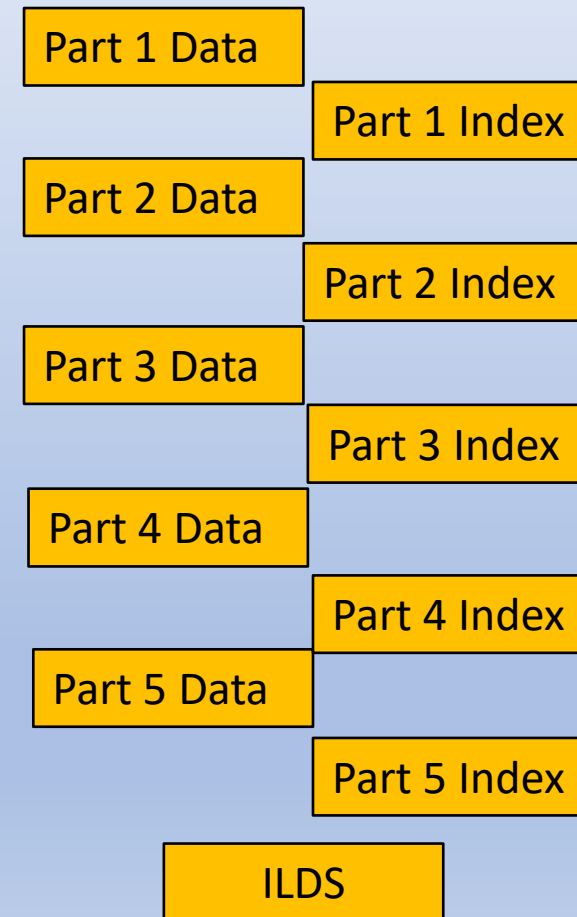 Part 1 Data
Part 1 Index
Part 2 Data
Part 2 Index
Part 3 Data
Part 3 Index
Part 4 Data
Part 4 Index
Part 5 Data
Part 5 Index
ILDS